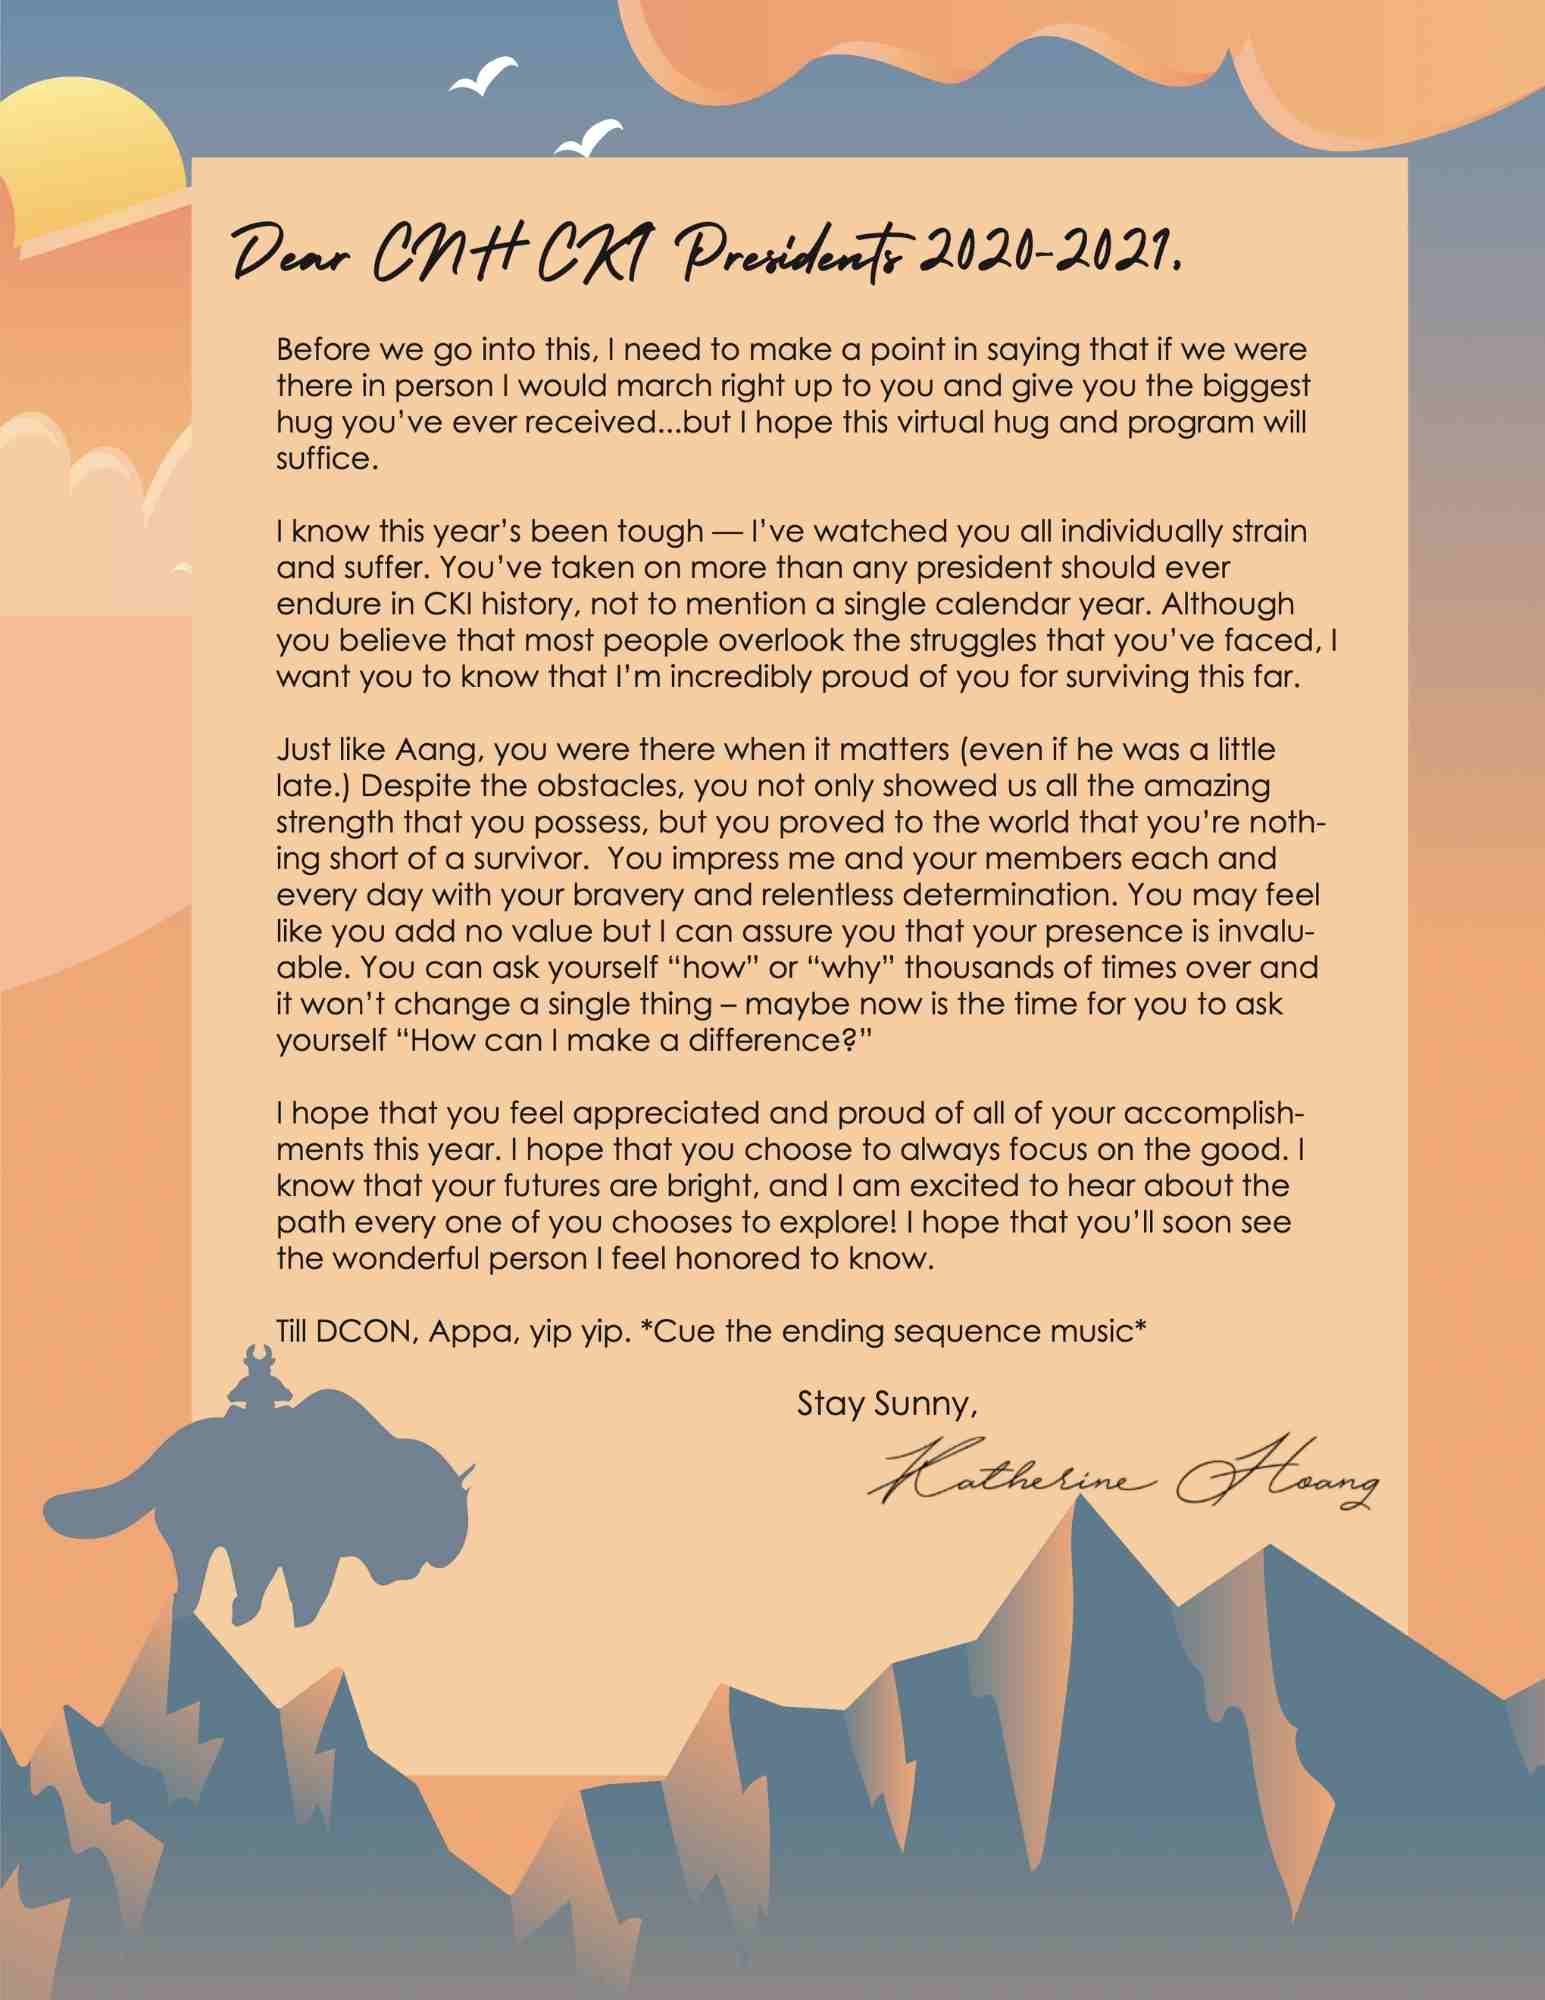 Dear CNH CKI Presidents 2020-2021.
Before we go into this, I need to make a point in saying that if we were
there in person I would march right up to you and give you the biggest
hug you’ve ever received...but I hope this virtual hug and program will
suffice.
I know this year’s been tough — I’ve watched you all individually strain
and suffer. You’ve taken on more than any president should ever
endure in CKI history, not to mention a single calendar year. Although
you believe that most people overlook the struggles that you’ve faced, I
want you to know that I’m incredibly proud of you for surviving this far.
Just like Aang, you were there when it matters (even if he was a little
late.) Despite the obstacles, you not only showed us all the amazing
strength that you possess, but you proved to the world that you’re noth-
ing short of a survivor.  You impress me and your members each and
every day with your bravery and relentless determination. You may feel
like you add no value but I can assure you that your presence is invalu-
able. You can ask yourself “how” or “why” thousands of times over and
it won’t change a single thing – maybe now is the time for you to ask
yourself “How can I make a difference?”
I hope that you feel appreciated and proud of all of your accomplish-
ments this year. I hope that you choose to always focus on the good. I
know that your futures are bright, and I am excited to hear about the
path every one of you chooses to explore! I hope that you’ll soon see
the wonderful person I feel honored to know.
Till DCON, Appa, yip yip. *Cue the ending sequence music*
Stay Sunny,
Katherine Hoang